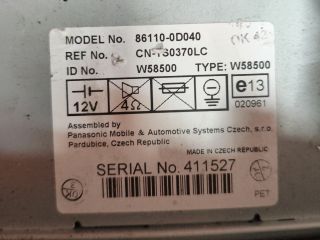 MODEL No. 86110-0D040
REF No. CN-TS0370LC
ID No. W58500 TYPE: W58500
12V 4Ω e13
020961
Assembled by
Panasonic Mobile & Automotive Systems Czech, s.r.o.
Pardubice, Czech Republic
MADE IN CZECH REPUBLIC
SERIAL No. 411527
PET